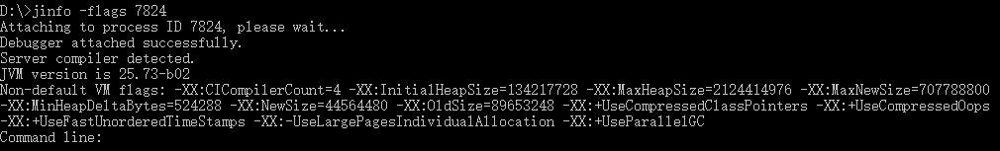 D:\>jinfo -flags 7824
Attaching to process ID 7824, please wait...
Debugger attached successfully.
Server compiler detected.
JVM version is 25.73-b02
Non-default VM flags: -XX:CICompilerCount=4 -XX:InitialHeapSize=134217728 -XX:MaxHeapSize=2124414976 -XX:MaxNewSize=707788800
-XX:MinHeapDeltaBytes=524288 -XX:NewSize=44564480 -XX:OldSize=89653248 -XX:+UseCompressedClassPointers -XX:+UseCompressedOops
-XX:+UseFastUnorderedTimeStamps -XX:-UseLargePagesIndividualAllocation -XX:+UseParallelGC
Command line: